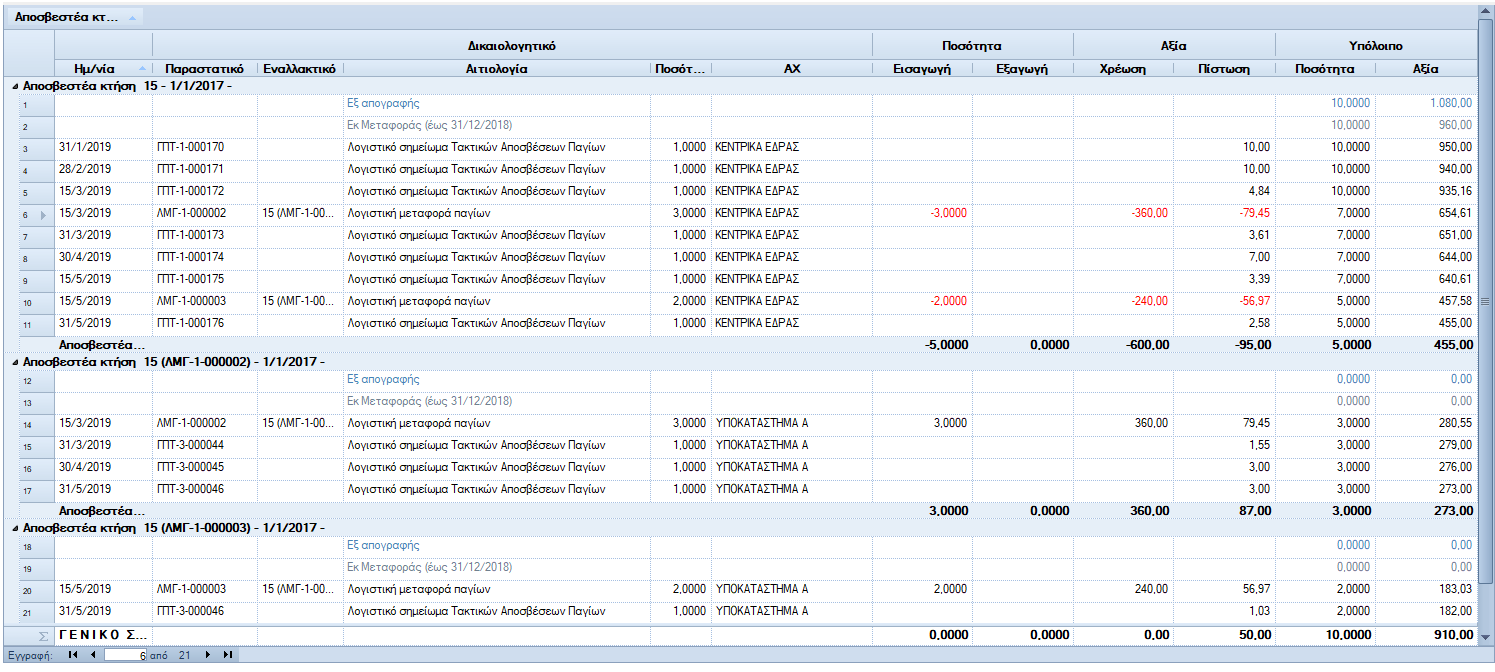 Αποσβεστέα κτ...
Δικαιολογητικό Ποσότητα Αξία Υπόλοιπο
Ημ/νία Παραστατικό Εναλλακτικό Αιτιολογία Ποσότ... ΑΧ Εισαγωγή Εξαγωγή Χρέωση Πίστωση Ποσότητα Αξία
Αποσβεστέα κτήση 15 - 1/1/2017 -
1 Εξ απογραφής 10,0000 1.080,00
2 Εκ Μεταφοράς (έως 31/12/2018) 10,0000 960,00
3 31/1/2019 ΓΠΤ-1-000170 Λογιστικό σημείωμα Τακτικών Αποσβέσεων Παγίων 1,0000 ΚΕΝΤΡΙΚΑ ΕΔΡΑΣ 10,00 10,0000 950,00
4 28/2/2019 ΓΠΤ-1-000171 Λογιστικό σημείωμα Τακτικών Αποσβέσεων Παγίων 1,0000 ΚΕΝΤΡΙΚΑ ΕΔΡΑΣ 10,00 10,0000 940,00
5 15/3/2019 ΓΠΤ-1-000172 Λογιστικό σημείωμα Τακτικών Αποσβέσεων Παγίων 1,0000 ΚΕΝΤΡΙΚΑ ΕΔΡΑΣ 4,84 10,0000 935,16
6 15/3/2019 ΛΜΓ-1-000002 15 (ΛΜΓ-1-00... Λογιστική μεταφορά παγίων 3,0000 ΚΕΝΤΡΙΚΑ ΕΔΡΑΣ -3,0000 -360,00 -79,45 7,0000 654,61
7 31/3/2019 ΓΠΤ-1-000173 Λογιστικό σημείωμα Τακτικών Αποσβέσεων Παγίων 1,0000 ΚΕΝΤΡΙΚΑ ΕΔΡΑΣ 3,61 7,0000 651,00
8 30/4/2019 ΓΠΤ-1-000174 Λογιστικό σημείωμα Τακτικών Αποσβέσεων Παγίων 1,0000 ΚΕΝΤΡΙΚΑ ΕΔΡΑΣ 7,00 7,0000 644,00
9 15/5/2019 ΓΠΤ-1-000175 Λογιστικό σημείωμα Τακτικών Αποσβέσεων Παγίων 1,0000 ΚΕΝΤΡΙΚΑ ΕΔΡΑΣ 3,39 7,0000 640,61
10 15/5/2019 ΛΜΓ-1-000003 15 (ΛΜΓ-1-00... Λογιστική μεταφορά παγίων 2,0000 ΚΕΝΤΡΙΚΑ ΕΔΡΑΣ -2,0000 -240,00 -56,97 5,0000 457,58
11 31/5/2019 ΓΠΤ-1-000176 Λογιστικό σημείωμα Τακτικών Αποσβέσεων Παγίων 1,0000 ΚΕΝΤΡΙΚΑ ΕΔΡΑΣ 2,58 5,0000 455,00
Αποσβεστέα... -5,0000 0,0000 -600,00 -95,00 5,0000 455,00
Αποσβεστέα κτήση 15 (ΛΜΓ-1-000002) - 1/1/2017 -
12 Εξ απογραφής 0,0000 0,00
13 Εκ Μεταφοράς (έως 31/12/2018) 0,0000 0,00
14 15/3/2019 ΛΜΓ-1-000002 15 (ΛΜΓ-1-00... Λογιστική μεταφορά παγίων 3,0000 ΥΠΟΚΑΤΑΣΤΗΜΑ Α 3,0000 360,00 79,45 3,0000 280,55
15 31/3/2019 ΓΠΤ-3-000044 Λογιστικό σημείωμα Τακτικών Αποσβέσεων Παγίων 1,0000 ΥΠΟΚΑΤΑΣΤΗΜΑ Α 1,55 3,0000 279,00
16 30/4/2019 ΓΠΤ-3-000045 Λογιστικό σημείωμα Τακτικών Αποσβέσεων Παγίων 1,0000 ΥΠΟΚΑΤΑΣΤΗΜΑ Α 3,00 3,0000 276,00
17 31/5/2019 ΓΠΤ-3-000046 Λογιστικό σημείωμα Τακτικών Αποσβέσεων Παγίων 1,0000 ΥΠΟΚΑΤΑΣΤΗΜΑ Α 3,00 3,0000 273,00
Αποσβεστέα... 3,0000 0,0000 360,00 87,00 3,0000 273,00
Αποσβεστέα κτήση 15 (ΛΜΓ-1-000003) - 1/1/2017 -
18 Εξ απογραφής 0,0000 0,00
19 Εκ Μεταφοράς (έως 31/12/2018) 0,0000 0,00
20 15/5/2019 ΛΜΓ-1-000003 15 (ΛΜΓ-1-00... Λογιστική μεταφορά παγίων 2,0000 ΥΠΟΚΑΤΑΣΤΗΜΑ Α 2,0000 240,00 56,97 2,0000 183,03
21 31/5/2019 ΓΠΤ-3-000046 Λογιστικό σημείωμα Τακτικών Αποσβέσεων Παγίων 1,0000 ΥΠΟΚΑΤΑΣΤΗΜΑ Α 1,03 2,0000 182,00
Σ Γ Ε Ν Ι Κ Ο Σ... 0,0000 0,0000 0,00 50,00 10,0000 910,00
Εγγραφή: 6 από 21